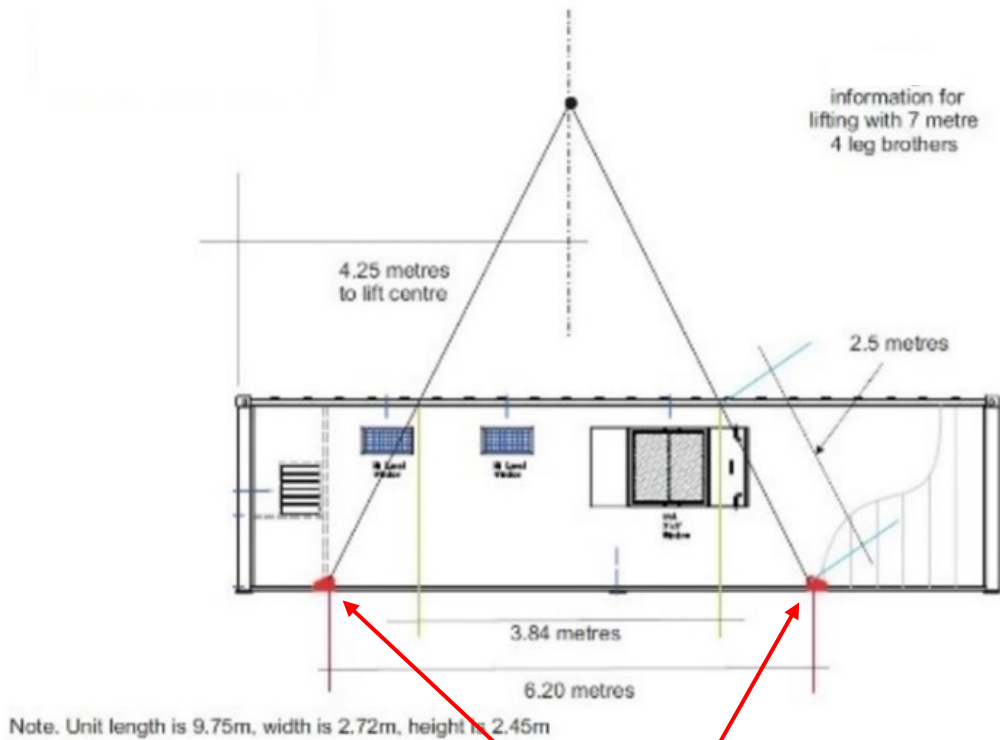 information for
lifting with 7 metre
4 leg brothers
4.25 metres
to lift centre
2.5 metres
3.84 metres
6.20 metres
Note. Unit length is 9.75m, width is 2.72m, height is 2.45m